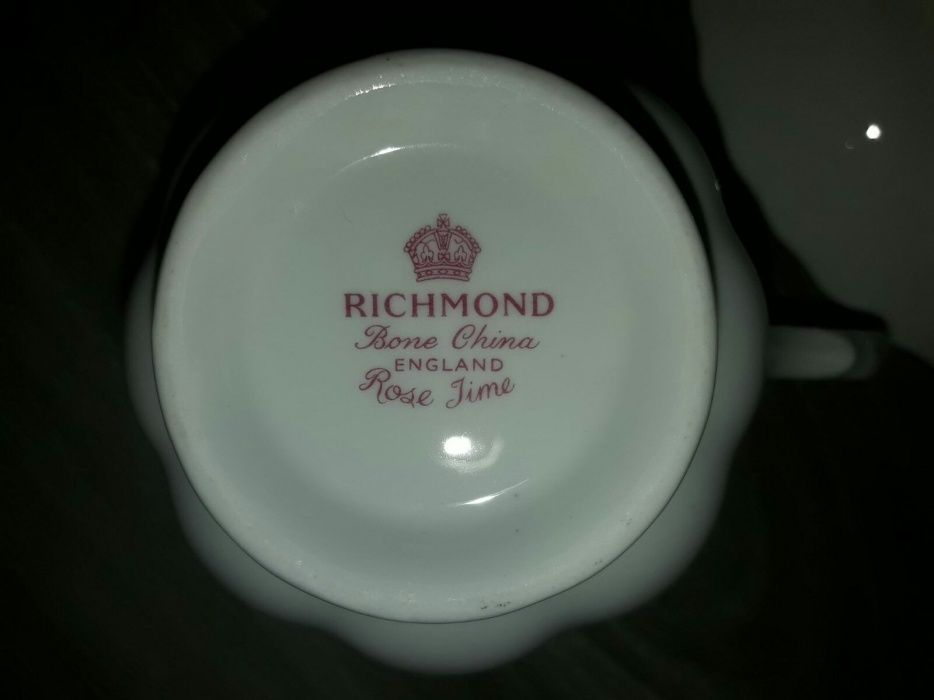 RICHMOND
Bone China
ENGLAND
Rose Time